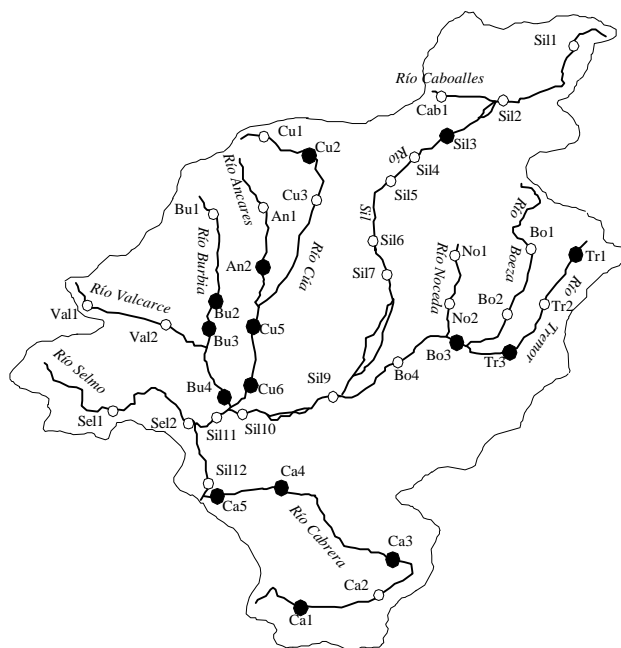 Sil1
Río Caboalles
Cab1
Sil2
Cu1
Cu2
Sil3
Río
Sil4
Río Ancares
Sil5
Cu3
Río
Bu1
An1
Sil
Bo1
Río Burbia
Río Cúa
Sil6
No1
Boeza
Tr1
An2
Sil7
Río Noceda
Río
Río Valcarce
Val1
Bu2
Bo2
Tr2
Val2
Bu3
Cu5
No2
Tremor
Bo3
Tr3
Río Selmo
Bo4
Bu4
Cu6
Sil9
Sel1
Sel2
Sil11
Sil10
Sil12
Ca4
Ca5
Río Cabrera
Ca3
Ca2
Ca1